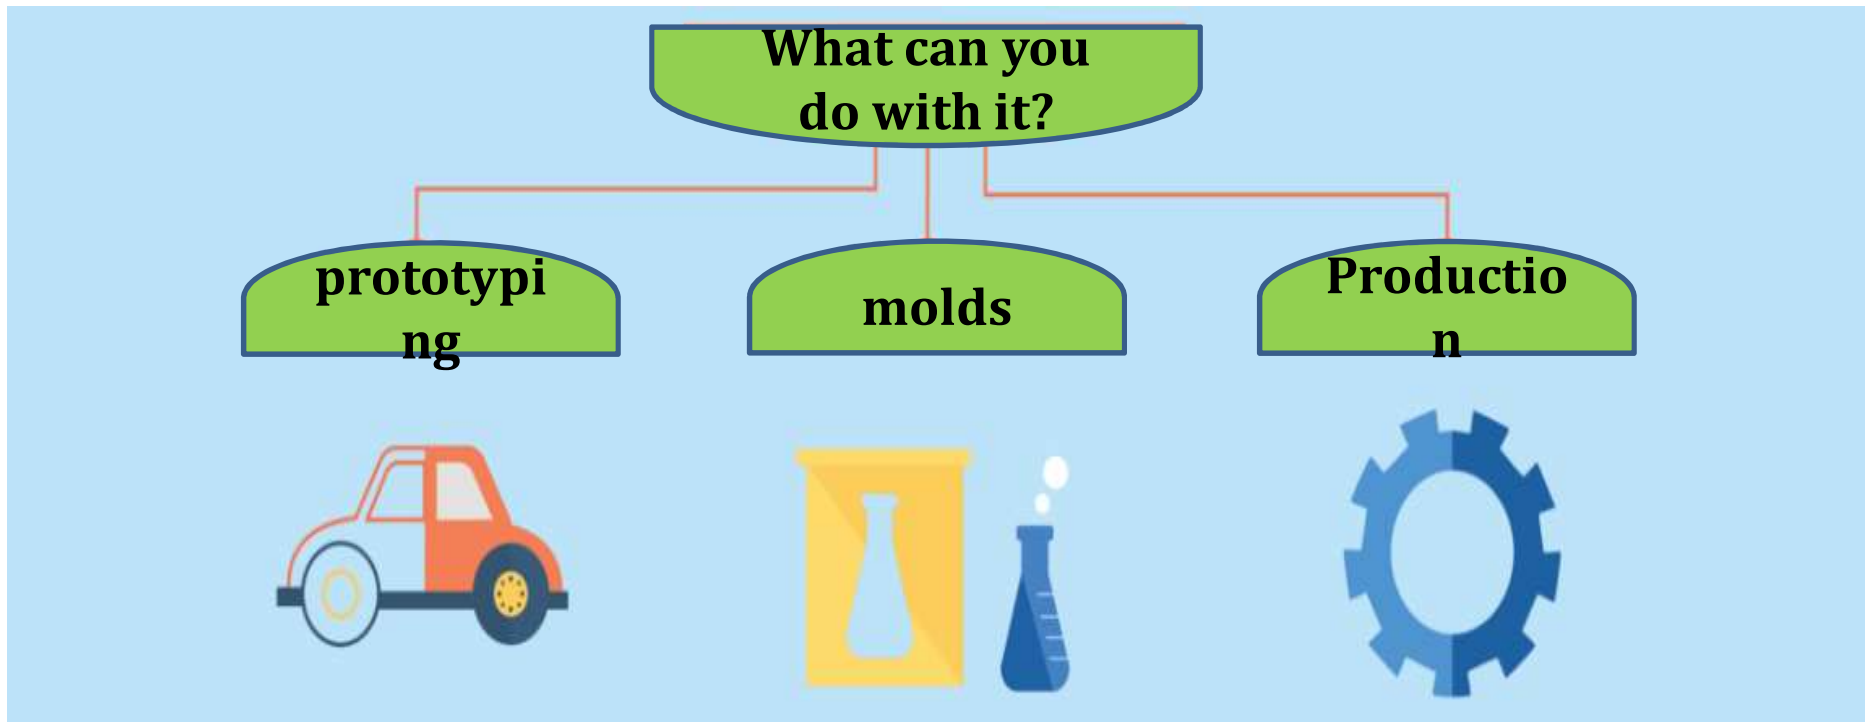 What can you
do with it?
prototypi
ng
molds
Productio
n